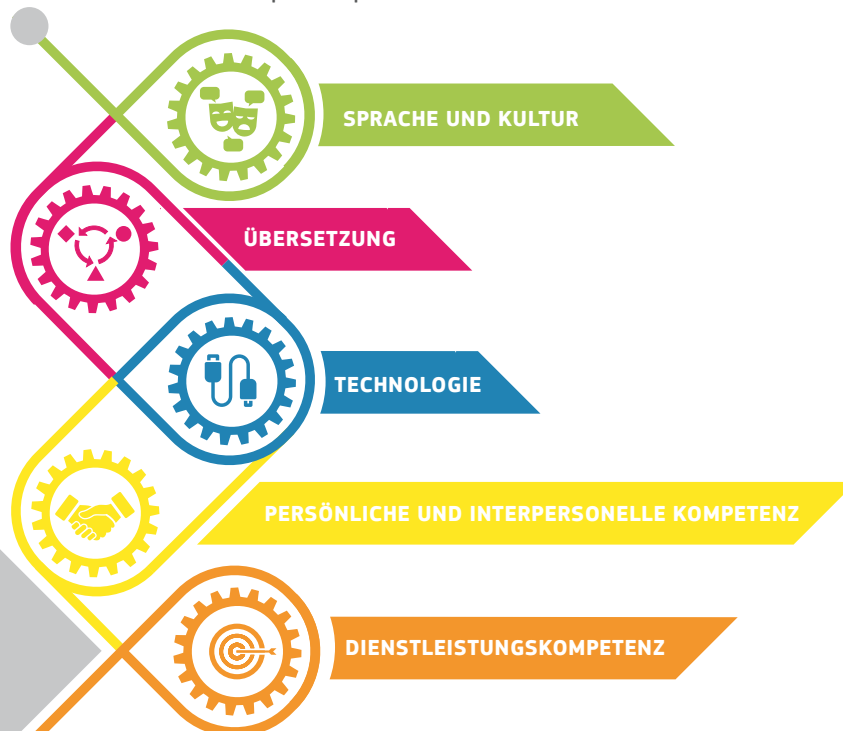 SPRACHE UND KULTUR
ÜBERSETZUNG
TECHNOLOGIE
PERSÖNLICHE UND INTERPERSONELLE KOMPETENZ
DIENSTLEISTUNGSKOMPETENZ